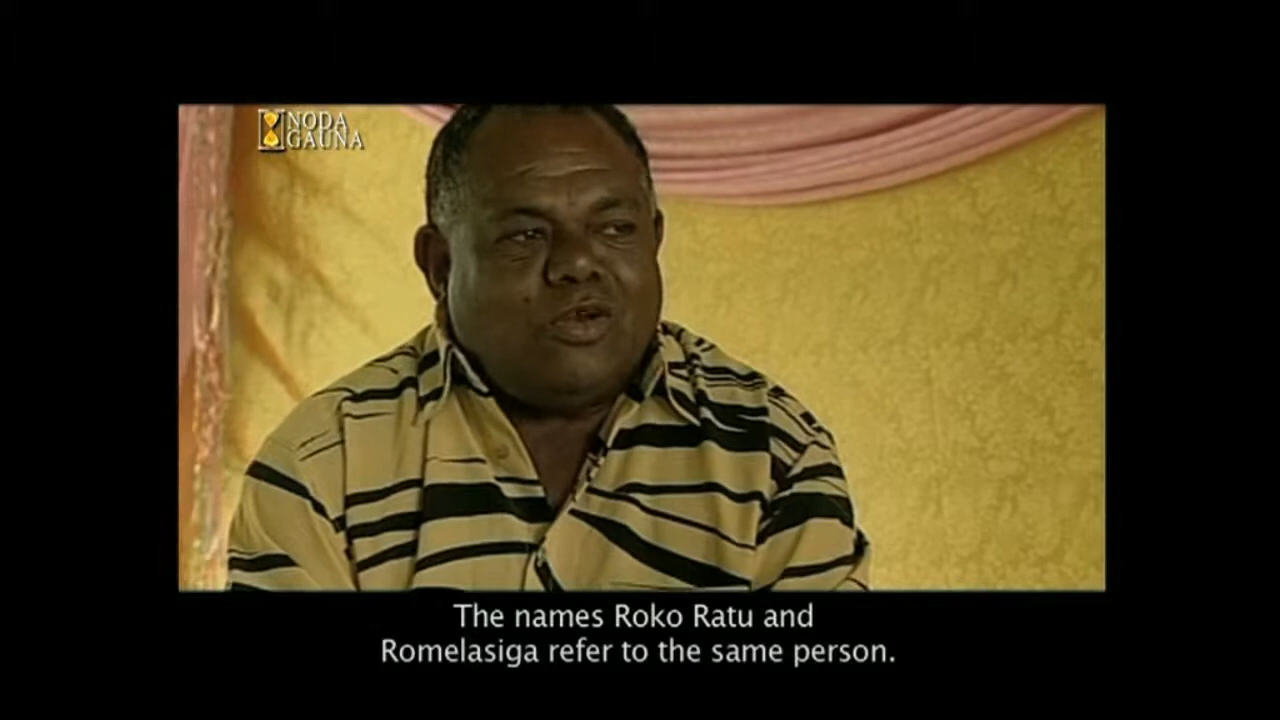 NODA
GAUNA
The names Roko Ratu and
Romelasiga refer to the same person.